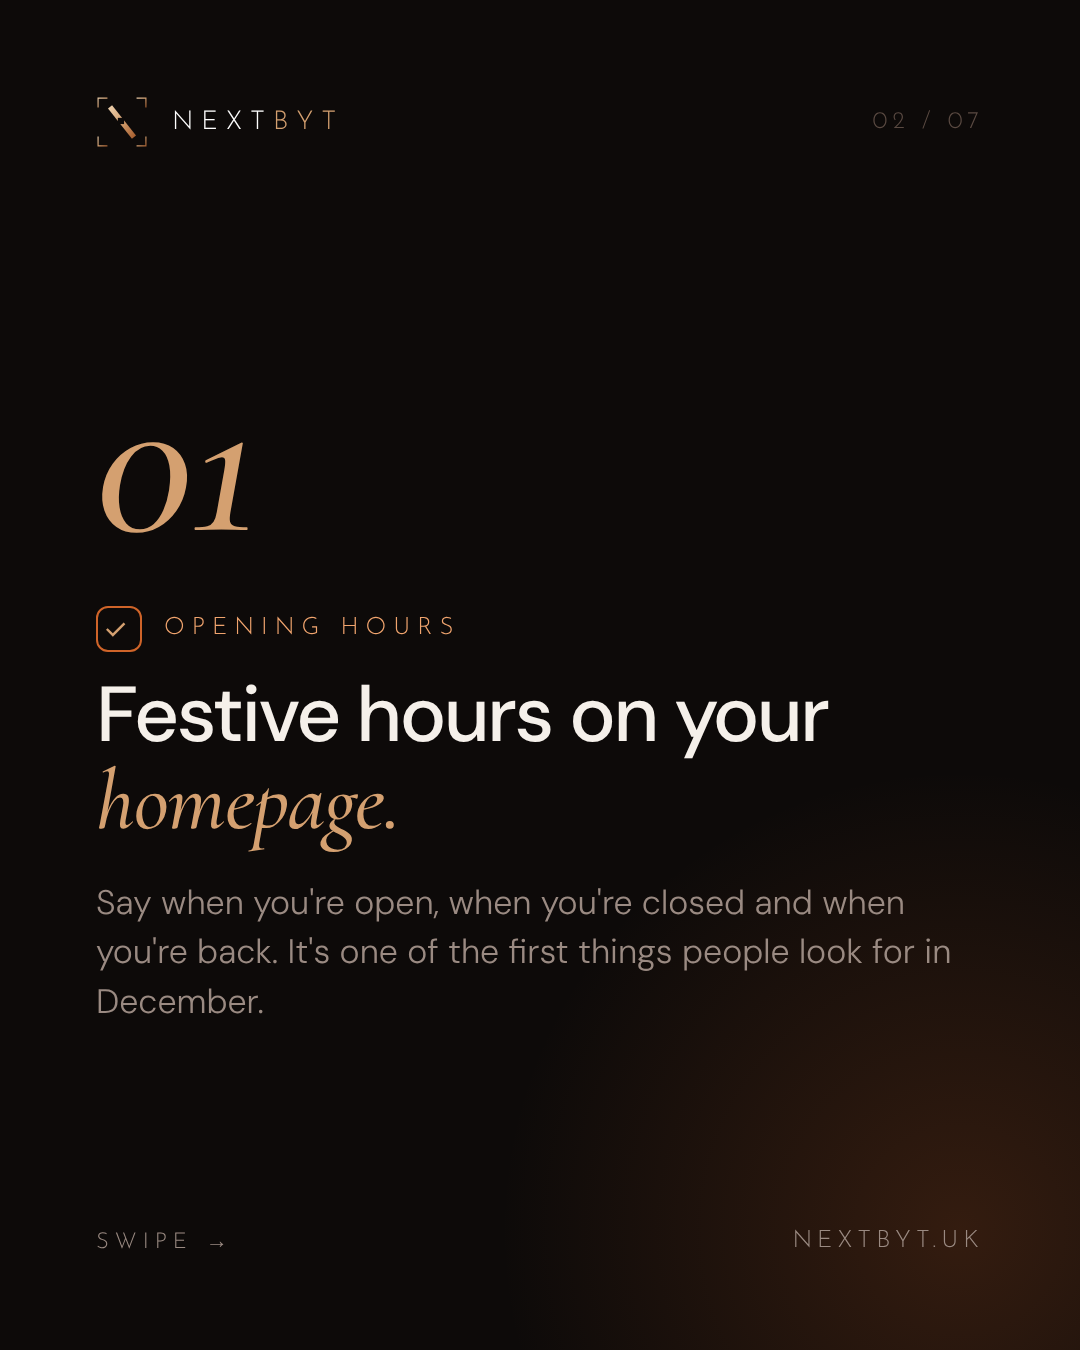 NEXTBYT
02 / 07
01
OPENING HOURS
Festive hours on your
homepage.
Say when you're open, when you're closed and when
you're back. It's one of the first things people look for in
December.
SWIPE →
NEXTBYT.UK